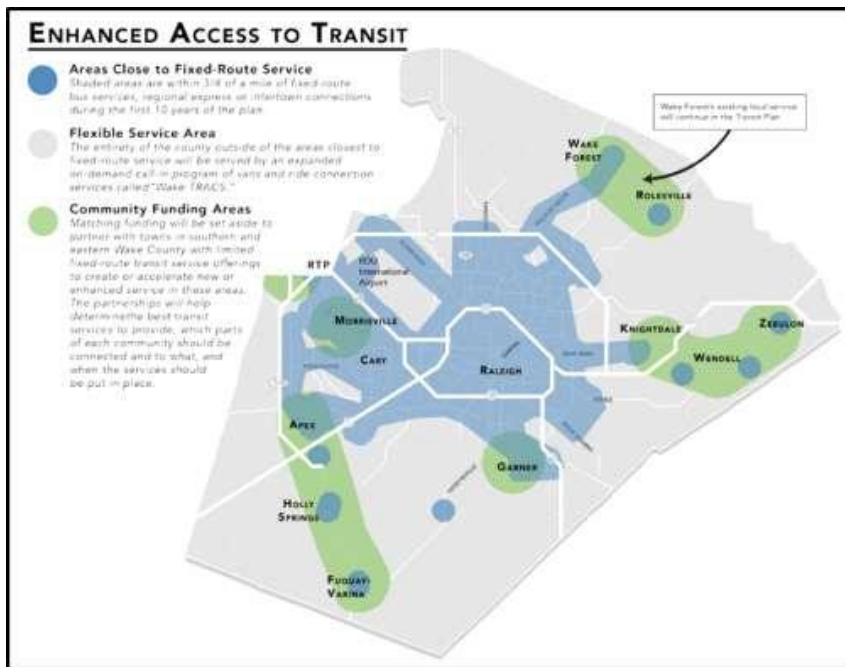 ENHANCED ACCESS TO TRANSIT
Areas Close to Fixed-Route Service
Shaded areas are within 3/4 of a mile of fixed-route
bus services, regional express or intertown connections
during the first 10 years of the plan.
Flexible Service Area
The entirety of the county outside of the areas closest to
fixed-route service will be served by an expanded
on-demand call-in program of vans and ride connection
services called "Wake TRACS."
Community Funding Areas
Matching funding will be set aside to
partner with towns in southern and
eastern Wake County with limited
fixed-route transit service offerings
to create or accelerate new or
enhanced service in these areas.
The partnerships will help
determinethe best transit
services to provide, which parts
of each community should be
connected and to what, and
when the services should
be put in place.
Wake Forest's existing local service
will continue in the Transit Plan
WAKE
FOREST
ROLESVILLE
RTP
RDU
International
Airport
MORRISVILLE
CARY
RALEIGH
KNIGHTDALE
WENDELL
ZEBULON
APEX
GARNER
HOLLY
SPRINGS
FUQUAY-
VARINA